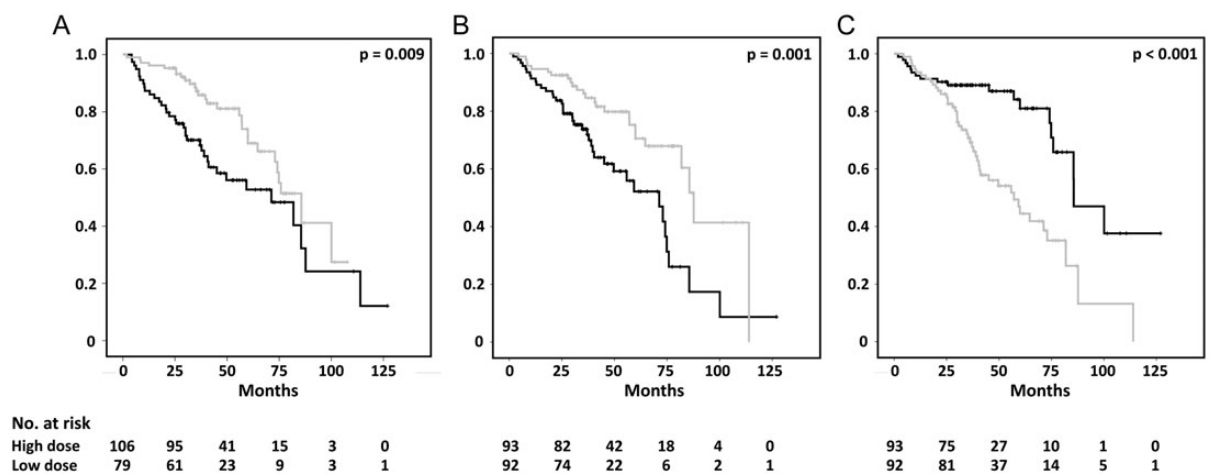 A B C
p = 0.009 p = 0.001 p < 0.001
1.0 1.0 1.0
0.8 0.8 0.8
0.6 0.6 0.6
0.4 0.4 0.4
0.2 0.2 0.2
0 0 0
0 25 50 75 100 125 0 25 50 75 100 125 0 25 50 75 100 125
Months Months Months
No. at risk
High dose 106 95 41 15 3 0 93 82 42 18 4 0 93 75 27 10 1 0
Low dose 79 61 23 9 3 1 92 74 22 6 2 1 92 81 37 14 5 1